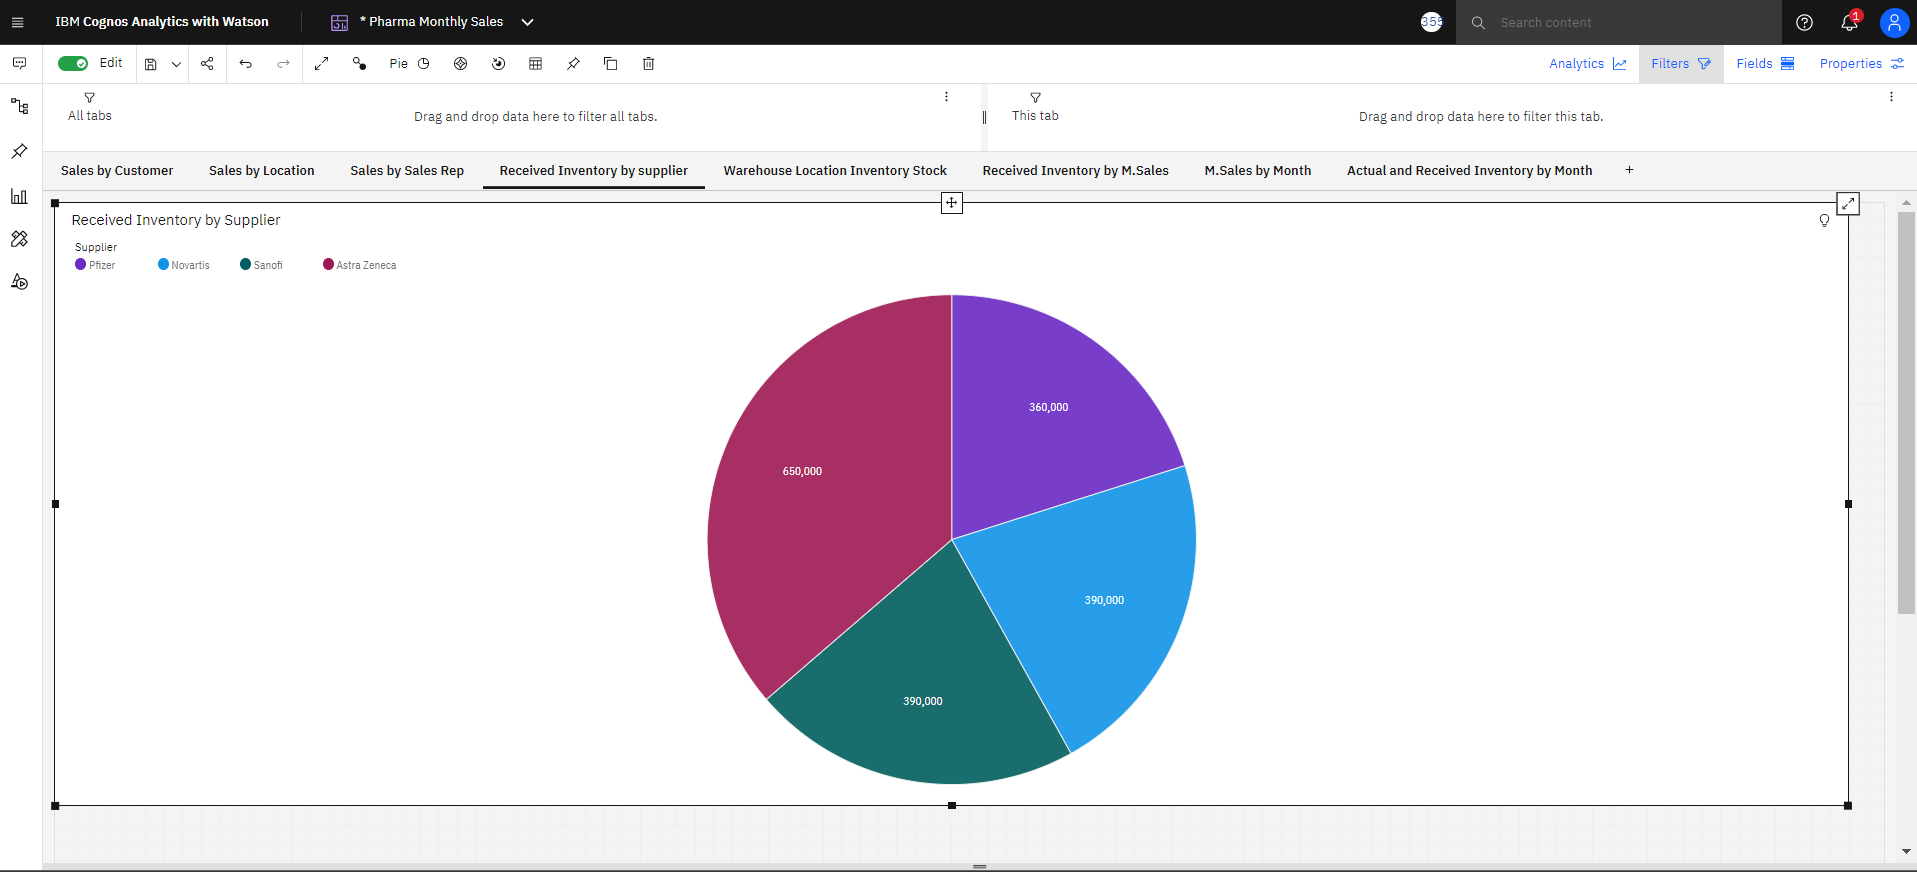 IBM Cognos Analytics with Watson
* Pharma Monthly Sales
355
Search content
1
Edit
Pie
Analytics
Filters
Fields
Properties
All tabs
Drag and drop data here to filter all tabs.
This tab
Drag and drop data here to filter this tab.
Sales by Customer
Sales by Location
Sales by Sales Rep
Received Inventory by supplier
Warehouse Location Inventory Stock
Received Inventory by M.Sales
M.Sales by Month
Actual and Received Inventory by Month
+
Received Inventory by Supplier
Supplier
Pfizer
Novartis
Sanofi
Astra Zeneca
360,000
650,000
390,000
390,000